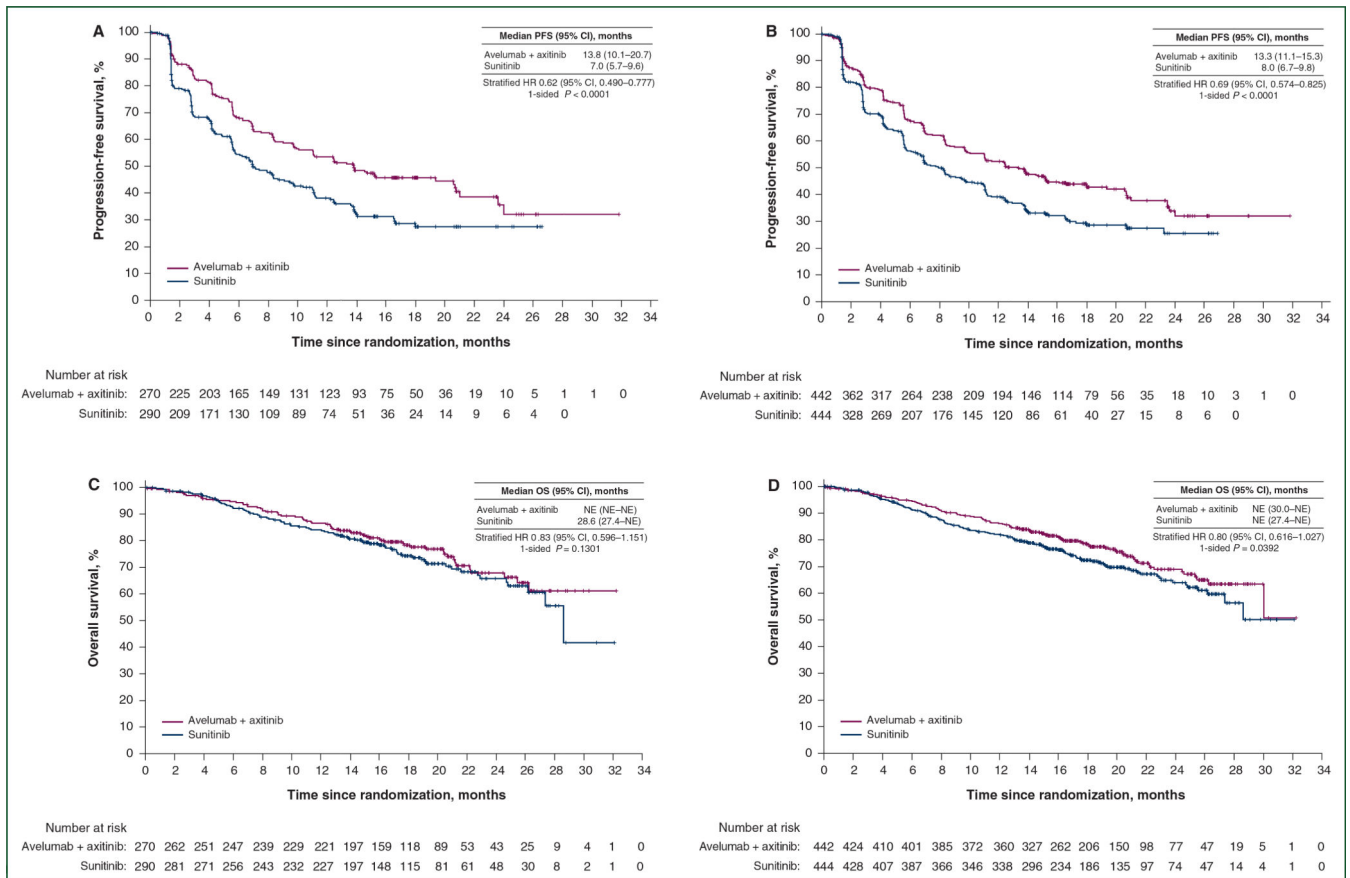 A
Median PFS (95% CI), months
Avelumab + axitinib 13.8 (10.1–20.7)
Sunitinib 7.0 (5.7–9.6)
Stratified HR 0.62 (95% CI, 0.490–0.777)
1-sided P < 0.0001
Progression-free survival, %
100
90
80
70
60
50
40
30
20
10
0
Avelumab + axitinib
Sunitinib
0 2 4 6 8 10 12 14 16 18 20 22 24 26 28 30 32 34
Time since randomization, months
Number at risk
Avelumab + axitinib: 270 225 203 165 149 131 123 93 75 50 36 19 10 5 1 1 0
Sunitinib: 290 209 171 130 109 89 74 51 36 24 14 9 6 4 0
B
Median PFS (95% CI), months
Avelumab + axitinib 13.3 (11.1–15.3)
Sunitinib 8.0 (6.7–9.8)
Stratified HR 0.69 (95% CI, 0.574–0.825)
1-sided P < 0.0001
Progression-free survival, %
100
90
80
70
60
50
40
30
20
10
0
Avelumab + axitinib
Sunitinib
0 2 4 6 8 10 12 14 16 18 20 22 24 26 28 30 32 34
Time since randomization, months
Number at risk
Avelumab + axitinib: 442 362 317 264 238 209 194 146 114 79 56 35 18 10 3 1 0
Sunitinib: 444 328 269 207 176 145 120 86 61 40 27 15 8 6 0
C
Median OS (95% CI), months
Avelumab + axitinib NE (NE–NE)
Sunitinib 28.6 (27.4–NE)
Stratified HR 0.83 (95% CI, 0.596–1.151)
1-sided P = 0.1301
Overall survival, %
100
90
80
70
60
50
40
70
20
10
0
Avelumab + axitinib
Sunitinib
0 2 4 6 8 10 12 14 16 18 20 22 24 26 28 30 32 34
Time since randomization, months
Number at risk
Avelumab + axitinib: 270 262 251 247 239 229 221 197 159 118 89 53 43 25 9 4 1 0
Sunitinib: 290 281 271 256 243 232 227 197 148 115 81 61 48 30 8 2 1 0
D
Median OS (95% CI), months
Avelumab + axitinib NE (30.0–NE)
Sunitinib NE (27.4–NE)
Stratified HR 0.80 (95% CI, 0.616–1.027)
1-sided P = 0.0392
Overall survival, %
100
90
80
70
60
50
40
70
20
10
0
Avelumab + axitinib
Sunitinib
0 2 4 6 8 10 12 14 16 18 20 22 24 26 28 30 32 34
Time since randomization, months
Number at risk
Avelumab + axitinib: 442 424 410 401 385 372 360 327 262 206 150 98 77 47 19 5 1 0
Sunitinib: 444 428 407 387 366 346 338 296 234 186 135 97 74 47 14 4 1 0